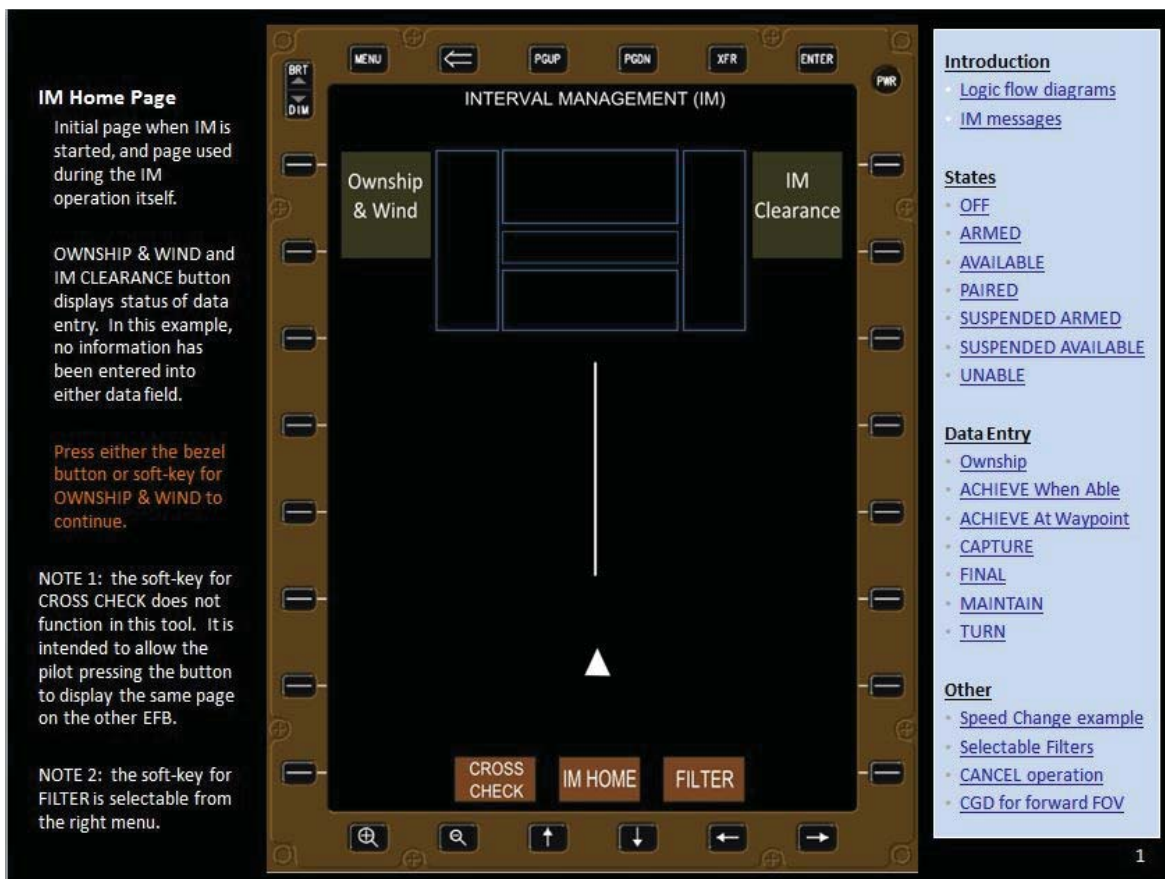 IM Home Page
Initial page when IM is
started, and page used
during the IM
operation itself.
OWNSHIP & WIND and
IM CLEARANCE button
displays status of data
entry. In this example,
no information has
been entered into
either data field.
Press either the bezel
button or soft-key for
OWNSHIP & WIND to
continue.
NOTE 1: the soft-key for
CROSS CHECK does not
function in this tool. It is
intended to allow the
pilot pressing the button
to display the same page
on the other EFB.
NOTE 2: the soft-key for
FILTER is selectable from
the right menu.
BRT
DIM
MENU
PGUP
PGDN
XFR
ENTER
PWR
INTERVAL MANAGEMENT (IM)
Ownship
& Wind
IM
Clearance
CROSS
CHECK
IM HOME
FILTER
Introduction
Logic flow diagrams
IM messages
States
OFF
ARMED
AVAILABLE
PAIRED
SUSPENDED ARMED
SUSPENDED AVAILABLE
UNABLE
Data Entry
Ownship
ACHIEVE When Able
ACHIEVE At Waypoint
CAPTURE
FINAL
MAINTAIN
TURN
Other
Speed Change example
Selectable Filters
CANCEL operation
CGD for forward FOV
1